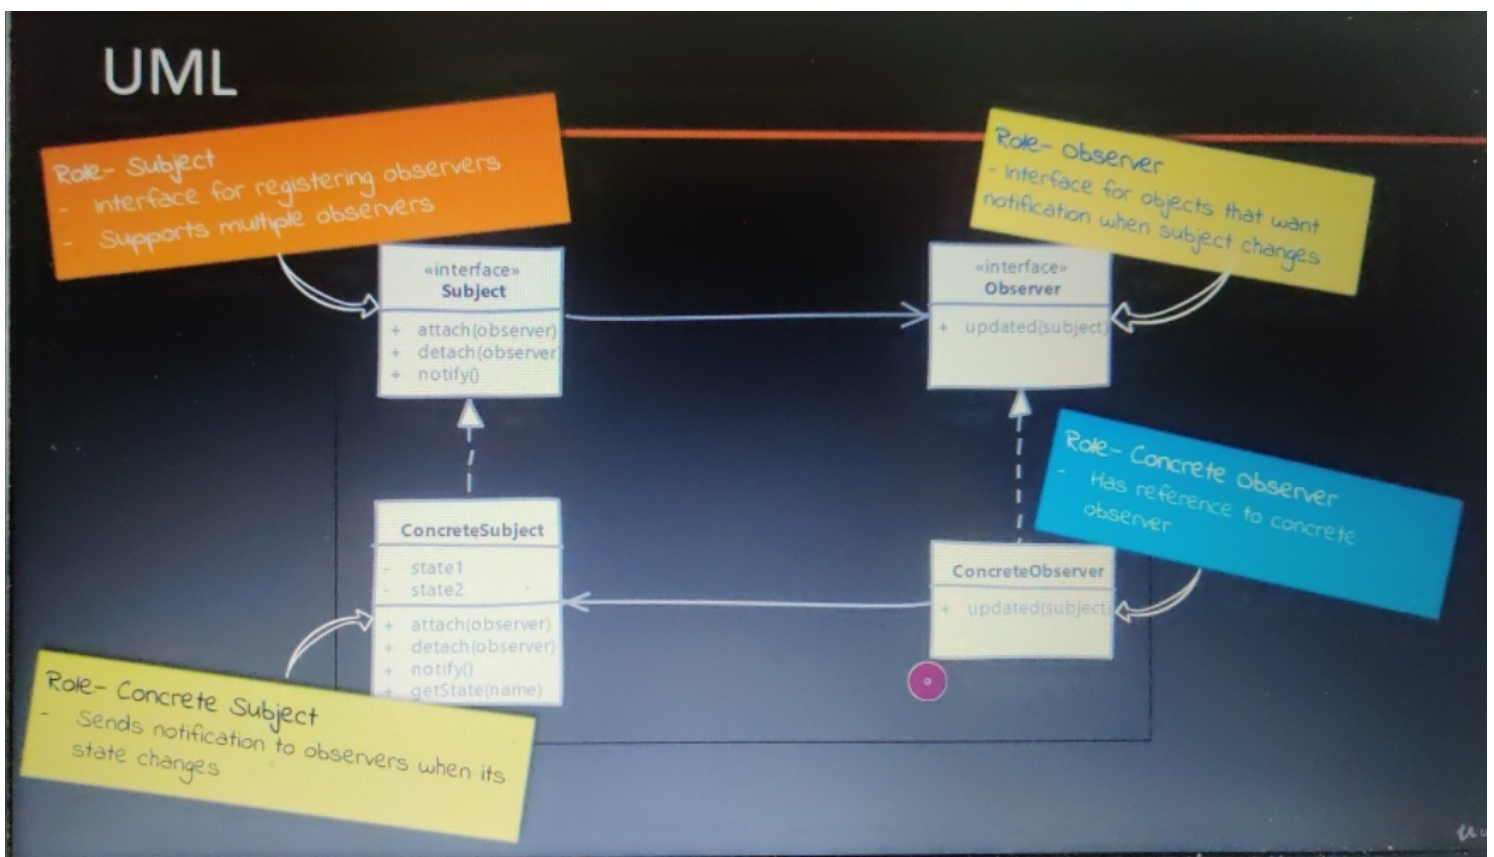 UML
Role- Subject
- Interface for registering observers
- Supports multiple observers
Role- Observer
- Interface for objects that want
notification when subject changes
«interface»
Subject
+ attach(observer)
+ detach(observer)
+ notify()
«interface»
Observer
+ updated(subject)
Role- Concrete Observer
- Has reference to concrete
observer
ConcreteSubject
- state1
- state2
+ attach(observer)
+ detach(observer)
+ notify()
+ getState(name)
ConcreteObserver
+ updated(subject)
Role- Concrete Subject
- Sends notification to observers when its
state changes